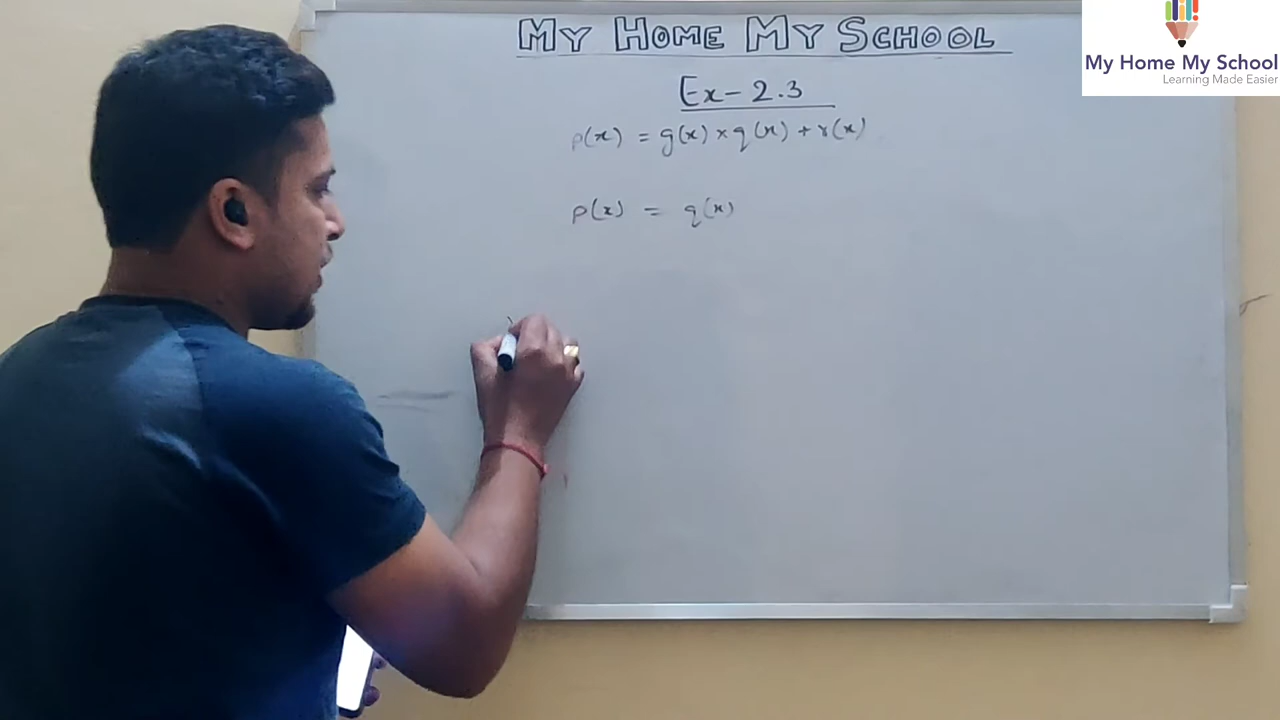 MY HOME MY SCHOOL
My Home My School
Learning Made Easier
Ex-2.3
p(x) = g(x) × q(x) + r(x)
p(x) = q(x)